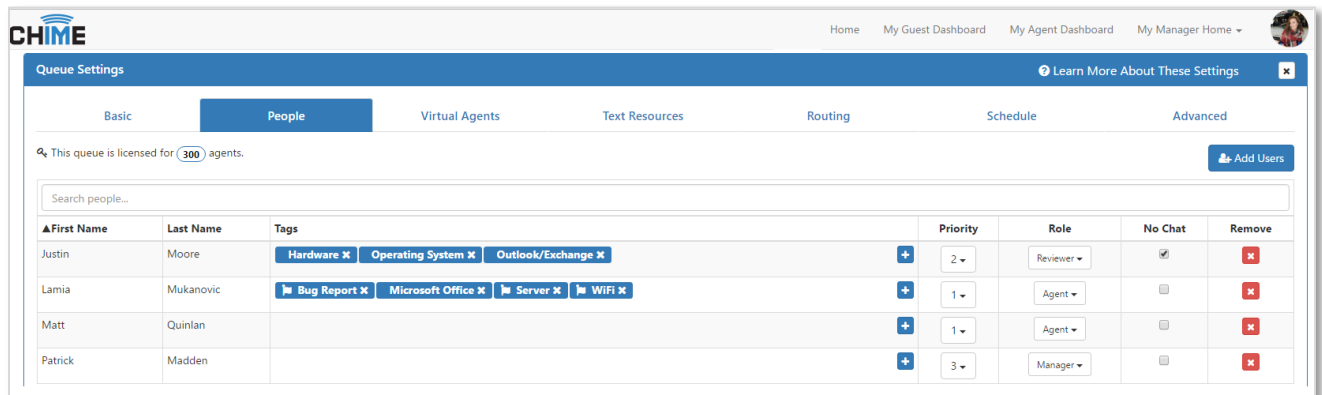 CHIME
Home My Guest Dashboard My Agent Dashboard My Manager Home
Queue Settings Learn More About These Settings
Basic People Virtual Agents Text Resources Routing Schedule Advanced
This queue is licensed for 300 agents.
Add Users
Search people...
▲First Name Last Name Tags Priority Role No Chat Remove
Justin Moore Hardware Operating System Outlook/Exchange 2 Reviewer
Lamia Mukanovic Bug Report Microsoft Office Server WiFi 1 Agent
Matt Quinlan 1 Agent
Patrick Madden 3 Manager